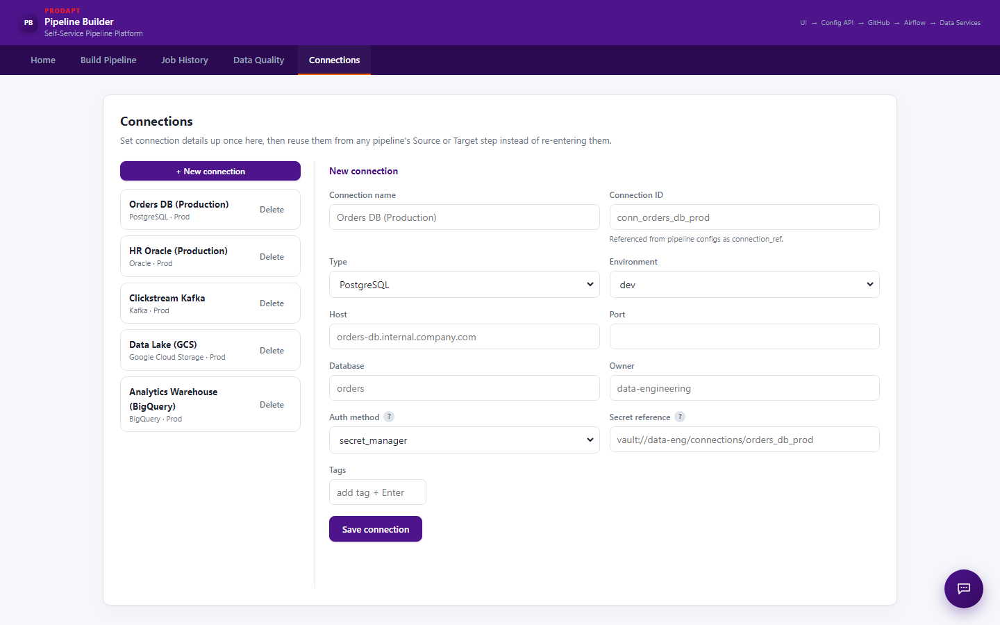 PRODAPT
PB
Pipeline Builder
Self-Service Pipeline Platform
UI → Config API → GitHub → Airflow → Data Services
Home
Build Pipeline
Job History
Data Quality
Connections
Connections
Set connection details up once here, then reuse them from any pipeline's Source or Target step instead of re-entering them.
+ New connection
Orders DB (Production)
PostgreSQL · Prod
Delete
HR Oracle (Production)
Oracle · Prod
Delete
Clickstream Kafka
Kafka · Prod
Delete
Data Lake (GCS)
Google Cloud Storage · Prod
Delete
Analytics Warehouse
(BigQuery)
BigQuery · Prod
Delete
New connection
Connection name
Orders DB (Production)
Connection ID
conn_orders_db_prod
Referenced from pipeline configs as connection_ref.
Type
PostgreSQL
Environment
dev
Host
orders-db.internal.company.com
Port
Database
orders
Owner
data-engineering
Auth method ?
secret_manager
Secret reference ?
vault://data-eng/connections/orders_db_prod
Tags
add tag + Enter
Save connection